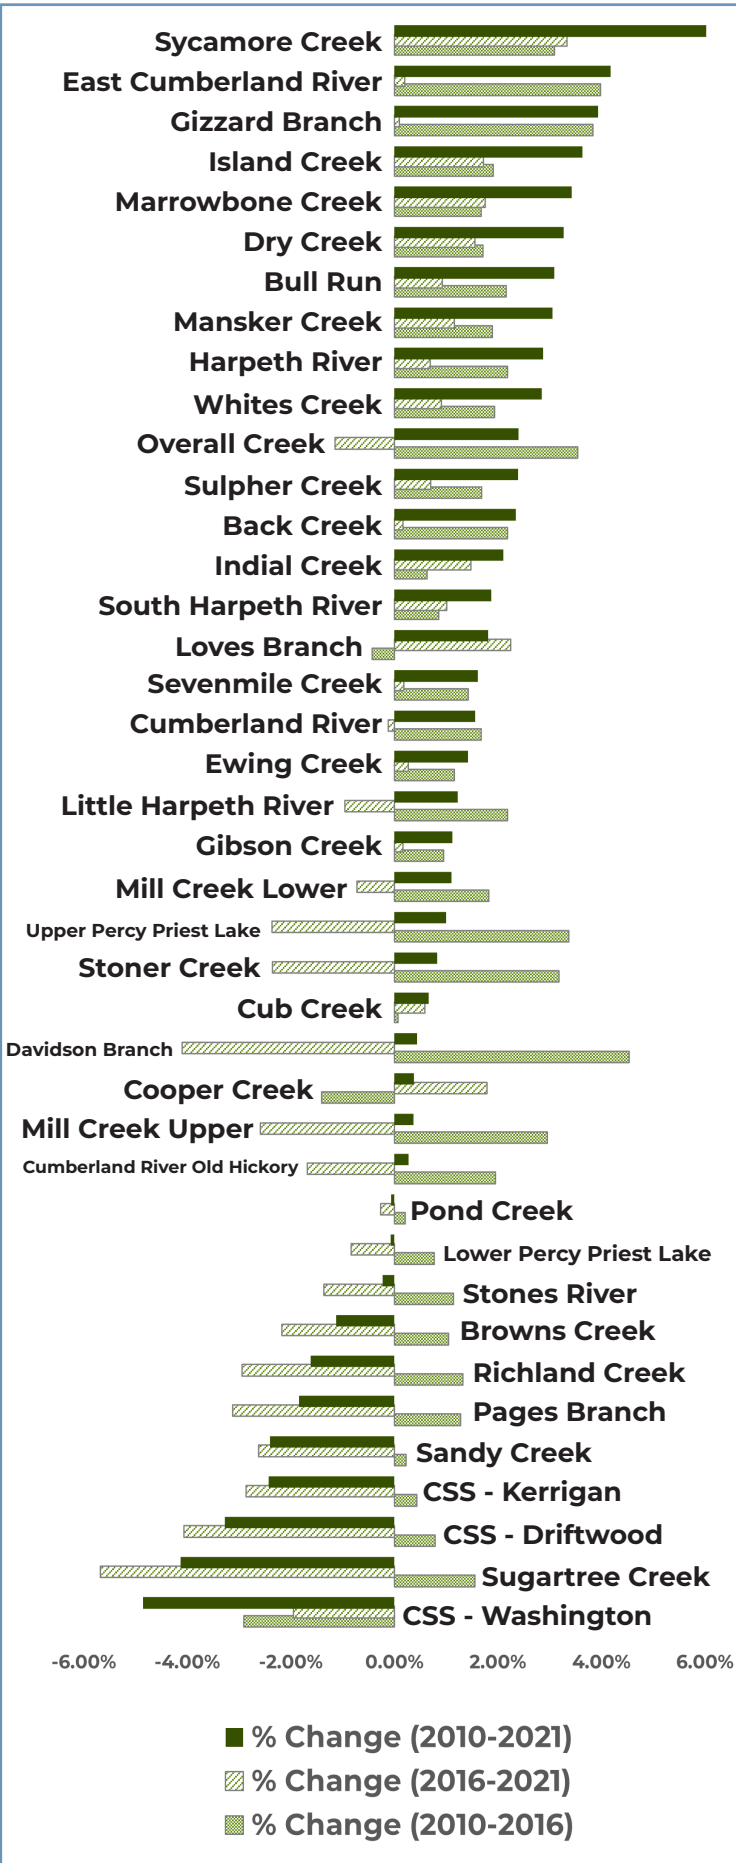 Sycamore Creek
East Cumberland River
Gizzard Branch
Island Creek
Marrowbone Creek
Dry Creek
Bull Run
Mansker Creek
Harpeth River
Whites Creek
Overall Creek
Sulpher Creek
Back Creek
Indial Creek
South Harpeth River
Loves Branch
Sevenmile Creek
Cumberland River
Ewing Creek
Little Harpeth River
Gibson Creek
Mill Creek Lower
Upper Percy Priest Lake
Stoner Creek
Cub Creek
Davidson Branch
Cooper Creek
Mill Creek Upper
Cumberland River Old Hickory
Pond Creek
Lower Percy Priest Lake
Stones River
Browns Creek
Richland Creek
Pages Branch
Sandy Creek
CSS - Kerrigan
CSS - Driftwood
Sugartree Creek
CSS - Washington
-6.00% -4.00% -2.00% 0.00% 2.00% 4.00% 6.00%
% Change (2010-2021)
% Change (2016-2021)
% Change (2010-2016)